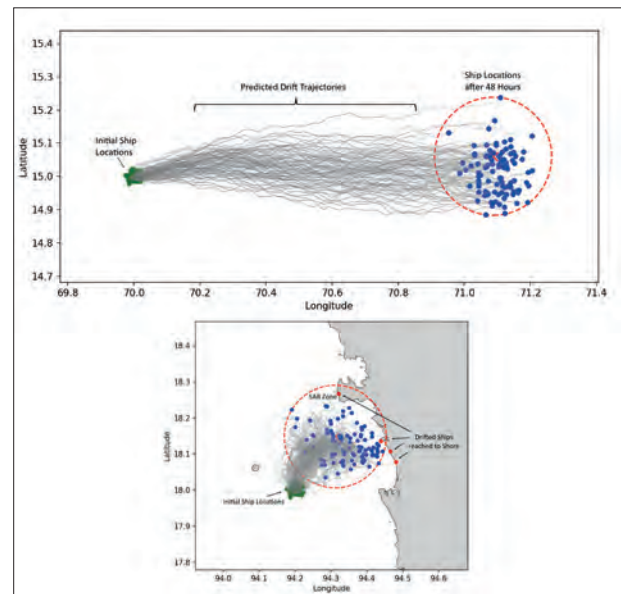 15.4
15.3
15.2
15.1
15.0
14.9
14.8
14.7
Latitude
Predicted Drift Trajectories
Ship Locations
after 48 Hours
Initial Ship
Locations
69.8 70.0 70.2 70.4 70.6 70.8 71.0 71.2 71.4
Longitude
18.4
18.3
18.2
18.1
18.0
17.9
17.8
Latitude
SAR Zone
Drifted Ships
reached to Shore
Initial Ship Locations
94.0 94.1 94.2 94.3 94.4 94.5 94.6
Longitude